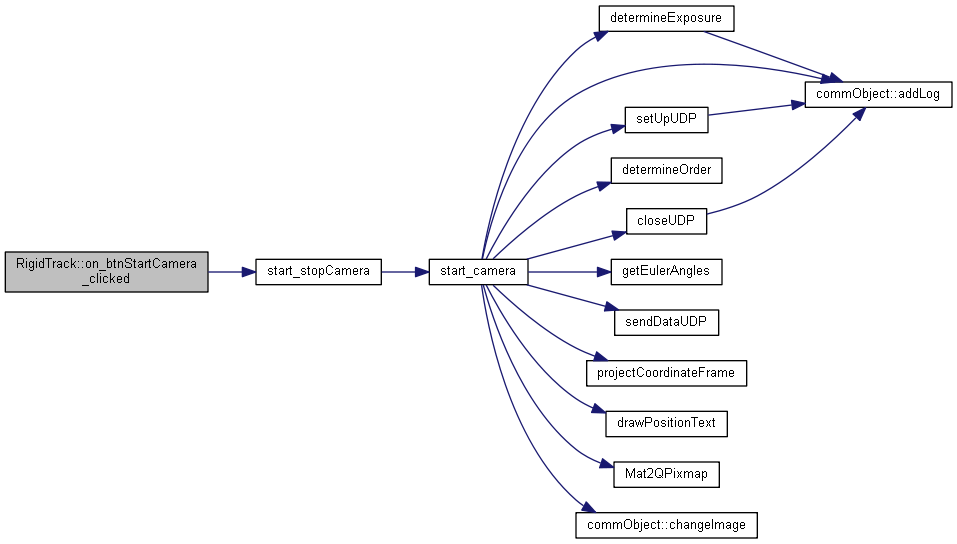 determineExposure
commObject::addLog
setUpUDP
determineOrder
closeUDP
RigidTrack::on_btnStartCamera
_clicked
start_stopCamera
start_camera
getEulerAngles
sendDataUDP
projectCoordinateFrame
drawPositionText
Mat2QPixmap
commObject::changeImage